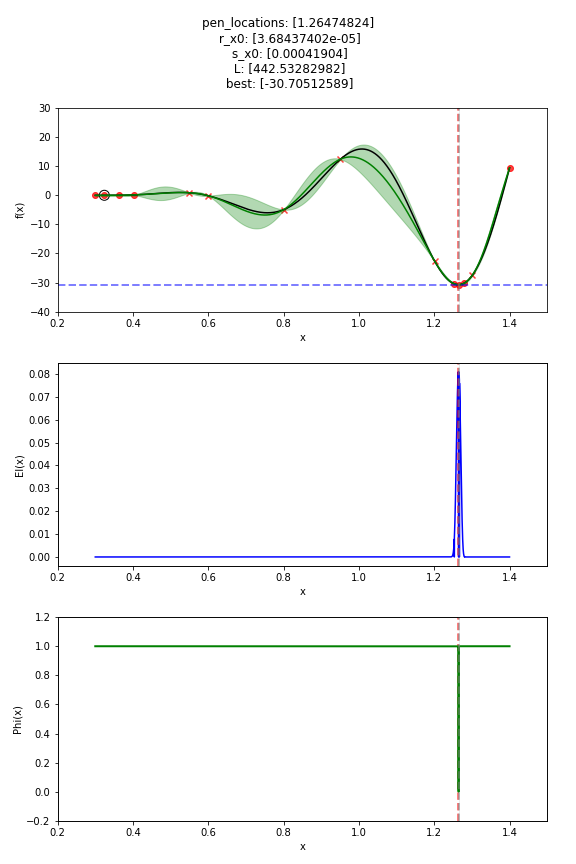 pen_locations: [1.26474824]
r_x0: [3.68437402e-05]
s_x0: [0.00041904]
L: [442.53282982]
best: [-30.70512589]
30
20
10
0
−10
−20
−30
−40
f(x)
0.2 0.4 0.6 0.8 1.0 1.2 1.4
x
0.08
0.07
0.06
0.05
0.04
0.03
0.02
0.01
0.00
EI(x)
0.2 0.4 0.6 0.8 1.0 1.2 1.4
x
1.2
1.0
0.8
0.6
0.4
0.2
0.0
−0.2
Phi(x)
0.2 0.4 0.6 0.8 1.0 1.2 1.4
x